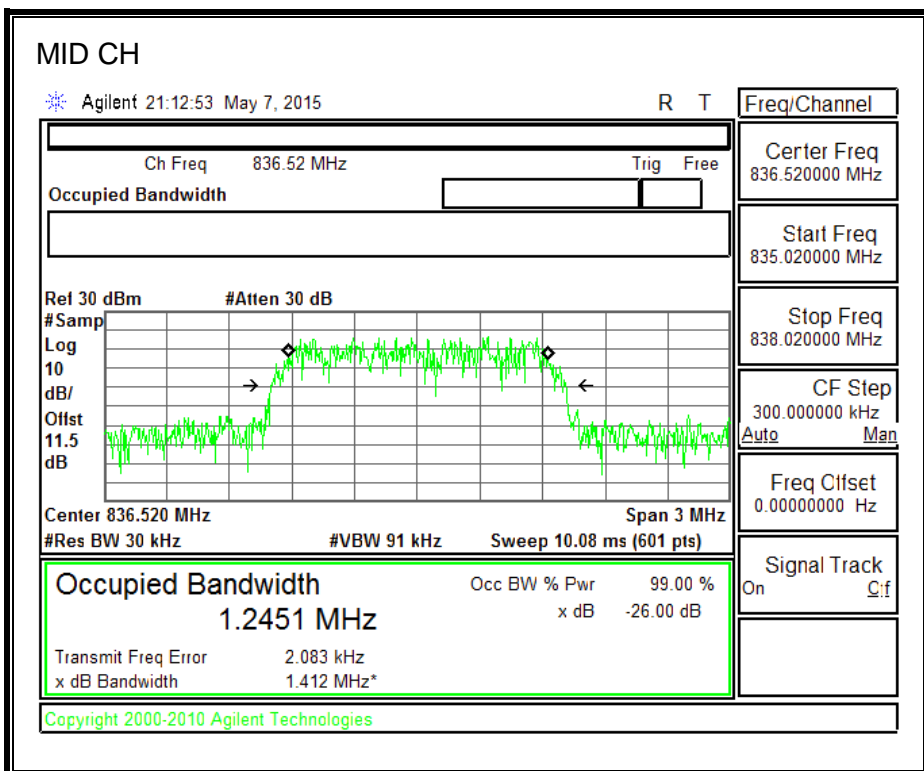 MID CH
Agilent 21:12:53 May 7, 2015 R T
Freq/Channel
Ch Freq 836.52 MHz Trig Free
Occupied Bandwidth
Center Freq
836.520000 MHz
Start Freq
835.020000 MHz
Stop Freq
838.020000 MHz
CF Step
300.000000 kHz
Auto Man
Freq Offset
0.00000000 Hz
Signal Track
On Off
Ref 30 dBm #Atten 30 dB
#Samp
Log
10
dB/
Offst
11.5
dB
Center 836.520 MHz Span 3 MHz
#Res BW 30 kHz #VBW 91 kHz Sweep 10.08 ms (601 pts)
Occupied Bandwidth Occ BW % Pwr 99.00 %
1.2451 MHz x dB -26.00 dB
Transmit Freq Error 2.083 kHz
x dB Bandwidth 1.412 MHz*
Copyright 2000-2010 Agilent Technologies